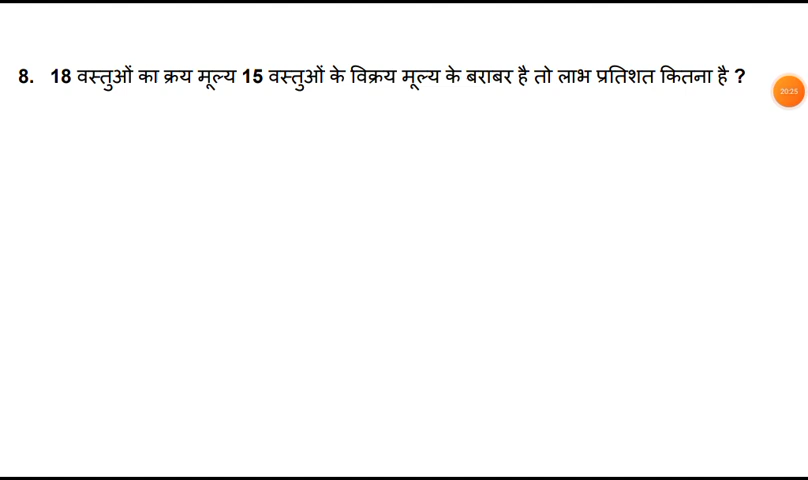 8. 18 वस्तुओं का क्रय मूल्य 15 वस्तुओं के विक्रय मूल्य के बराबर है तो लाभ प्रतिशत कितना है ?
20:25